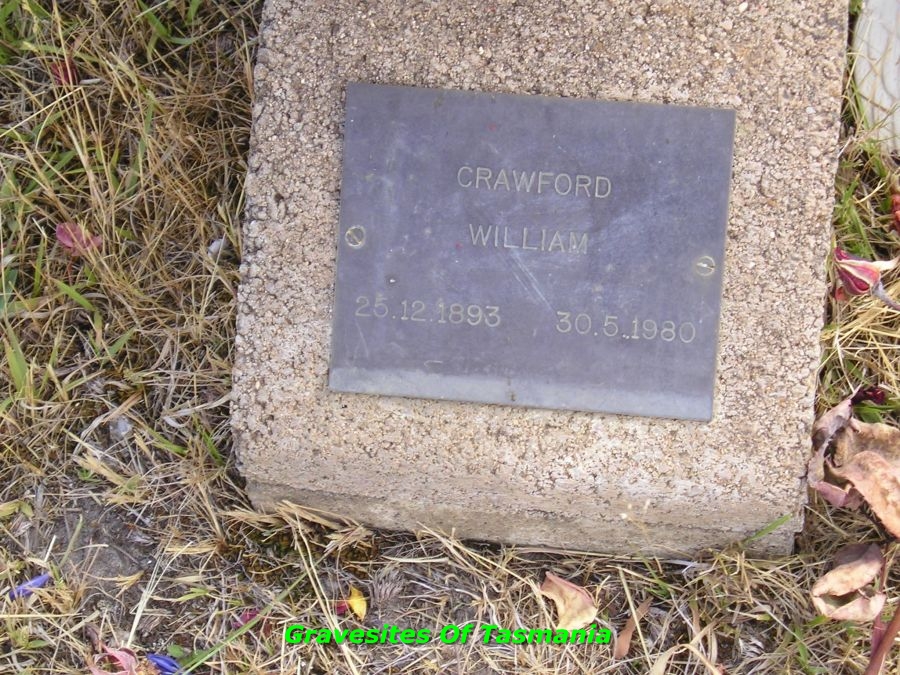 CRAWFORD
WILLIAM
25.12.1893 30.5.1980
Gravesites Of Tasmania